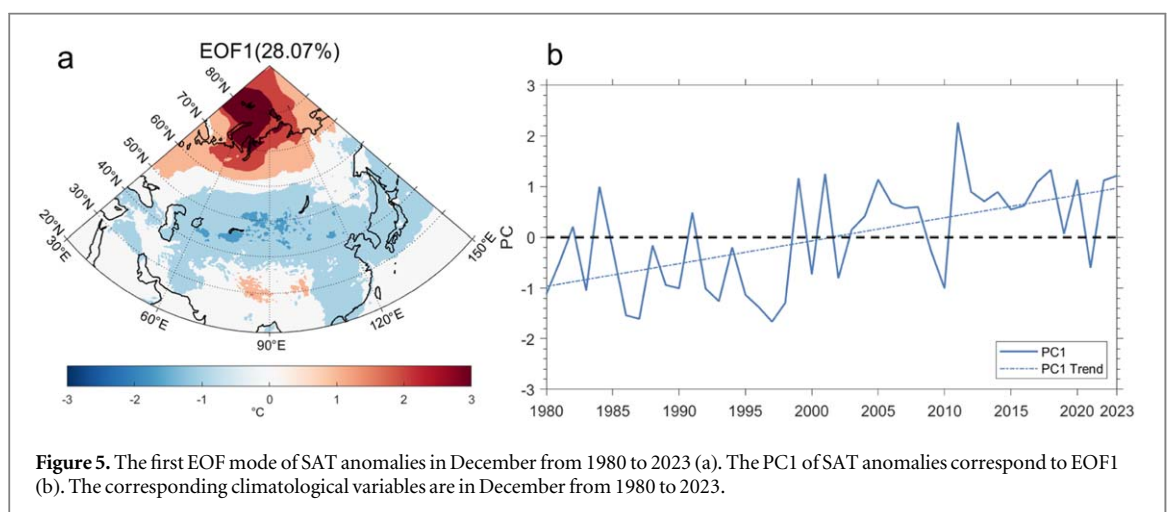 a
EOF1(28.07%)
80°N
70°N
60°N
50°N
40°N
30°N
20°N
30°E
60°E
90°E
120°E
150°E
-3 -2 -1 0 1 2 3
°C
b
3
2
1
0
-1
-2
-3
PC
PC1
PC1 Trend
1980 1985 1990 1995 2000 2005 2010 2015 2020 2023
Figure 5. The first EOF mode of SAT anomalies in December from 1980 to 2023 (a). The PC1 of SAT anomalies correspond to EOF1
(b). The corresponding climatological variables are in December from 1980 to 2023.